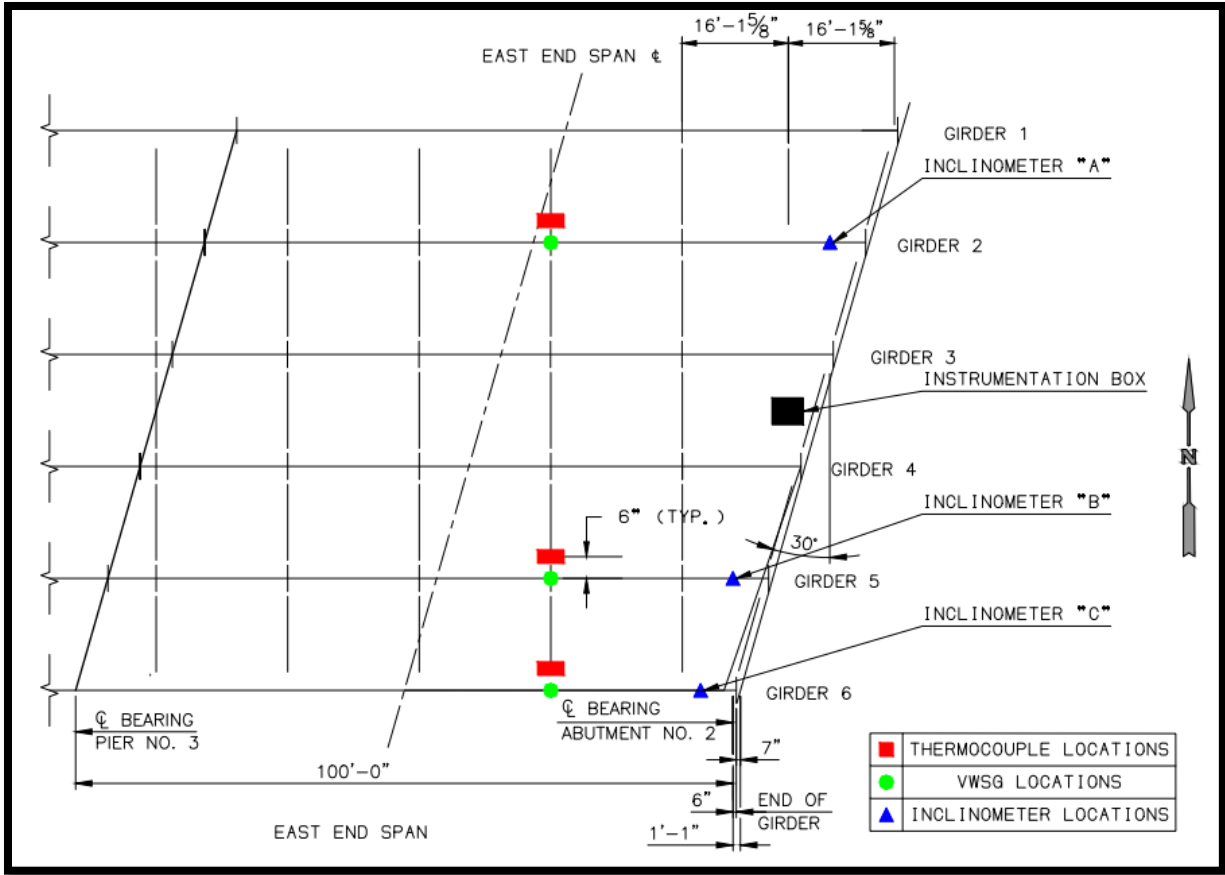 16'-1⅝" 16'-1⅝"
EAST END SPAN ℄
GIRDER 1
INCLINOMETER "A"
GIRDER 2
GIRDER 3
INSTRUMENTATION BOX
N
GIRDER 4
INCLINOMETER "B"
6" (TYP.)
30°
GIRDER 5
INCLINOMETER "C"
GIRDER 6
℄ BEARING
PIER NO. 3
℄ BEARING
ABUTMENT NO. 2
7"
100'-0"
6"
END OF
GIRDER
1'-1"
EAST END SPAN
THERMOCOUPLE LOCATIONS
VWSG LOCATIONS
INCLINOMETER LOCATIONS